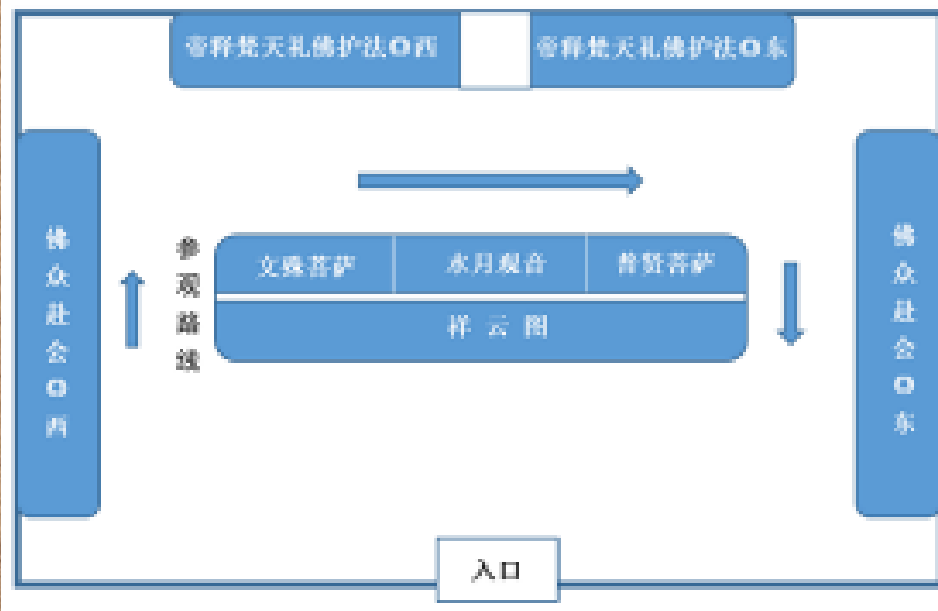 帝释梵天礼佛护法◎西
帝释梵天礼佛护法◎东
佛众赴会◎西
参观路线
文殊菩萨
水月观音
普贤菩萨
祥云图
佛众赴会◎东
入口